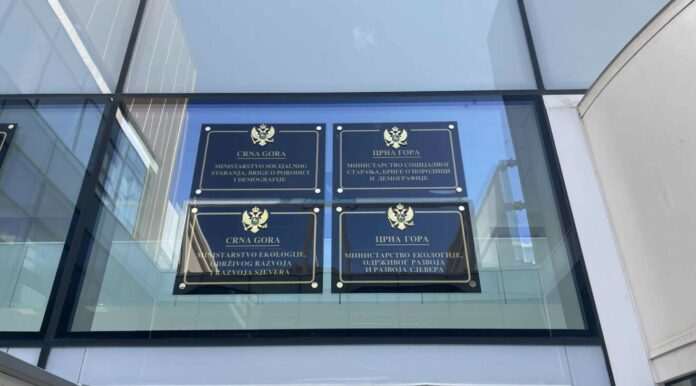 CRNA GORA
MINISTARSTVO SOCIJALNOG
STARANJA, BRIGE O PORODICI
I DEMOGRAFIJE
ЦРНА ГОРА
МИНИСТАРСТВО СОЦИЈАЛНОГ
СТАРАЊА, БРИГЕ О ПОРОДИЦИ
И ДЕМОГРАФИЈЕ
CRNA GORA
MINISTARSTVO EKOLOGIJE,
ODRŽIVOG RAZVOJA
I RAZVOJA SJEVERA
ЦРНА ГОРА
МИНИСТАРСТВО ЕКОЛОГИЈЕ,
ОДРЖИВОГ РАЗВОЈА
И РАЗВОЈА СЈЕВЕРА